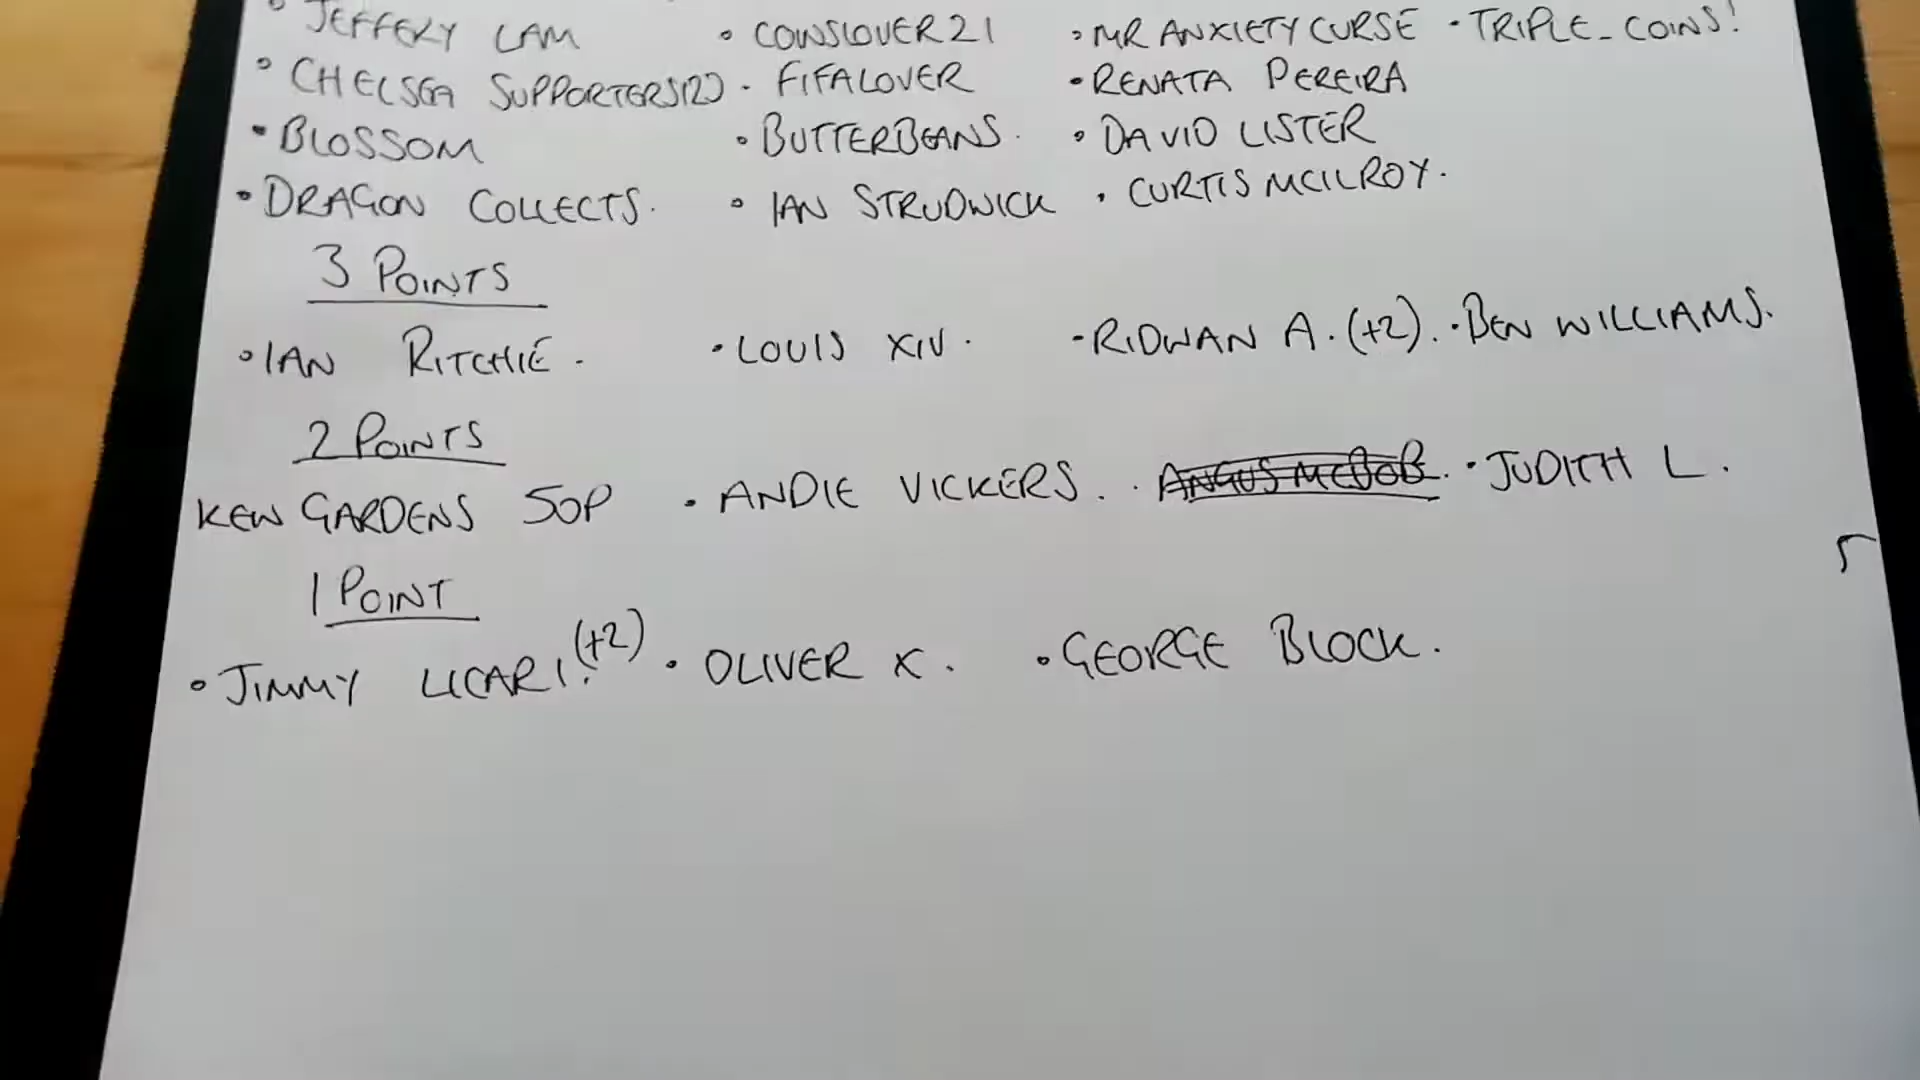 • JEFFERY LAM • COWSLOVER21 • MR ANXIETY CURSE • TRIPLE_COINS!
• CHELSEA SUPPORTERS(2) • FIFALOVER • RENATA PEREIRA
• BLOSSOM • BUTTERBEANS. • DAVID LISTER
• DRAGON COLLECTS. • IAN STRUDWICK • CURTIS MCILROY.
3 POINTS
• IAN RITCHIE. • LOUIS XIV. • RIDWAN A. (+2). • BEN WILLIAMS.
2 POINTS
KEW GARDENS 50P • ANDIE VICKERS. • ANGUS MCBOB. • JUDITH L.
1 POINT
• JIMMY LICARI. (+2) • OLIVER X. • GEORGE BLOCK.